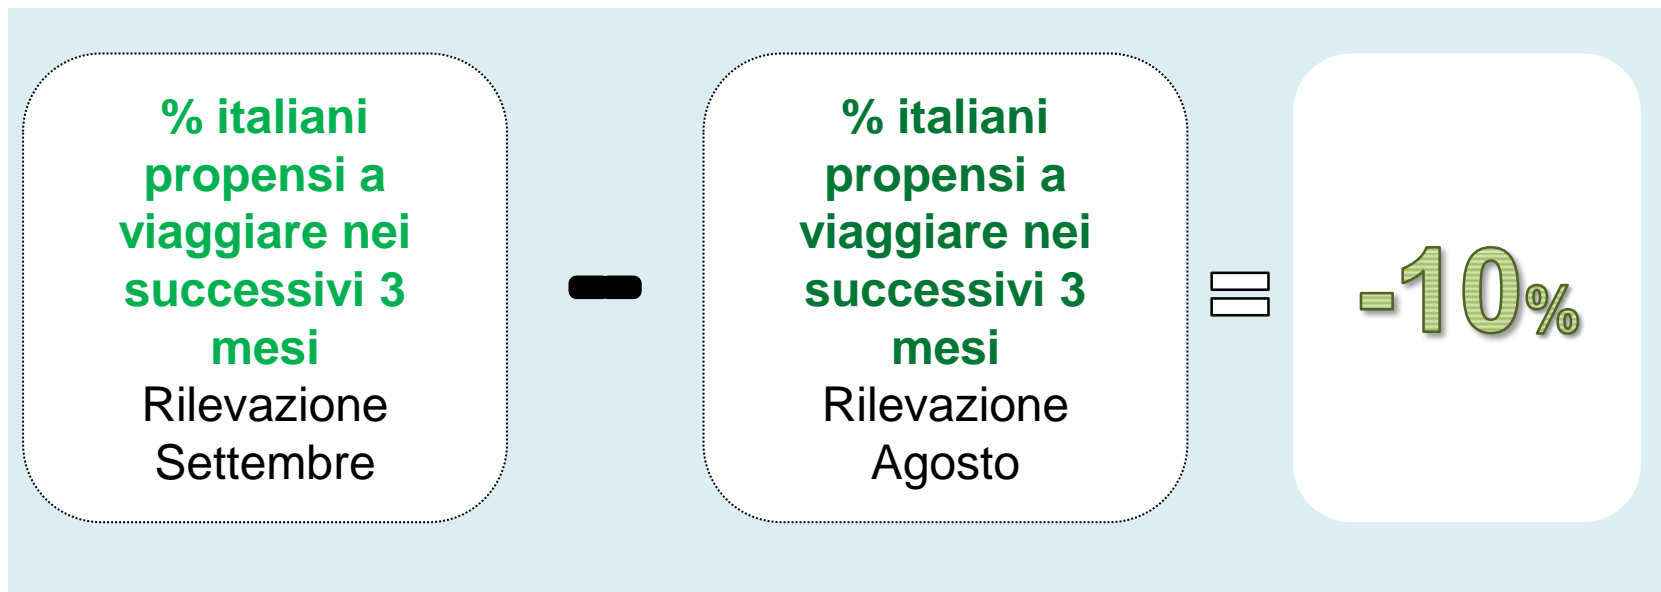 % italiani
propensi a
viaggiare nei
successivi 3
mesi
Rilevazione
Settembre
-
% italiani
propensi a
viaggiare nei
successivi 3
mesi
Rilevazione
Agosto
=
-10%